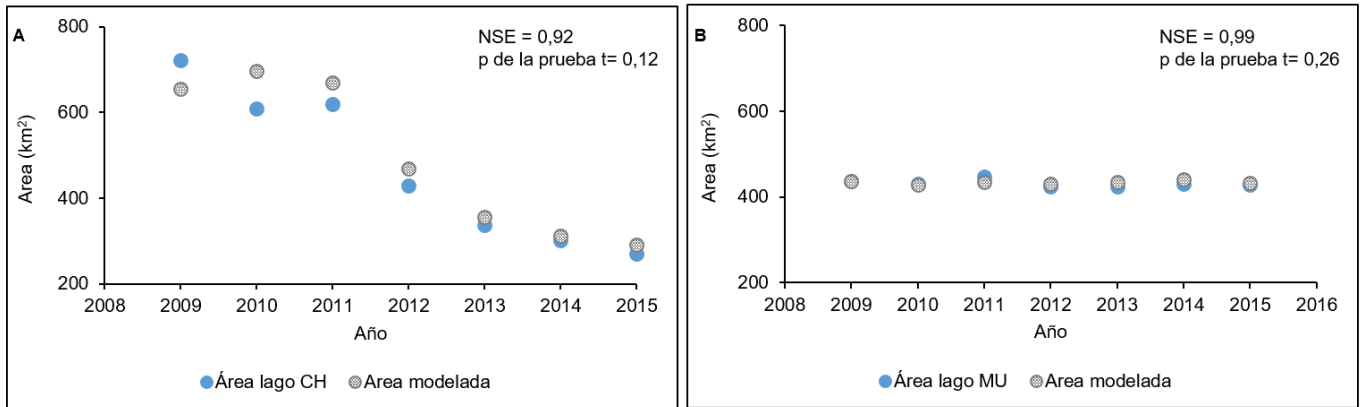 A
NSE = 0,92
p de la prueba t= 0,12
Area (km²)
800
600
400
200
2008 2009 2010 2011 2012 2013 2014 2015
Año
Área lago CH Area modelada
B
NSE = 0,99
p de la prueba t= 0,26
Área (km²)
800
600
400
200
2008 2009 2010 2011 2012 2013 2014 2015 2016
Año
Área lago MU Area modelada